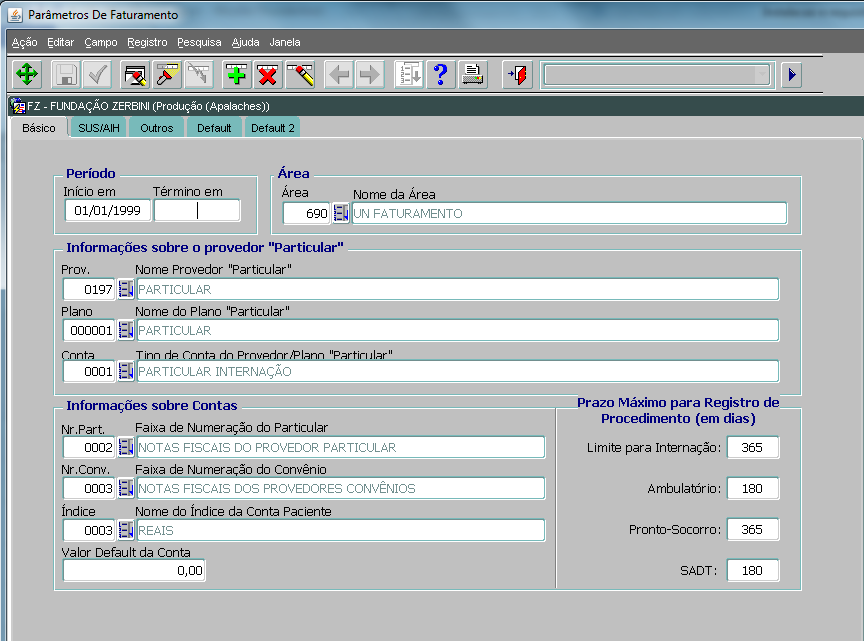 Parâmetros De Faturamento
Ação Editar Campo Registro Pesquisa Ajuda Janela
FZ - FUNDAÇÃO ZERBINI (Produção (Apalaches))
Básico SUS/AIH Outros Default Default 2
Período
Início em Término em
01/01/1999
Área
Área Nome da Área
690 UN FATURAMENTO
Informações sobre o provedor "Particular"
Prov. Nome Provedor "Particular"
0197 PARTICULAR
Plano Nome do Plano "Particular"
000001 PARTICULAR
Conta Tipo de Conta do Provedor/Plano "Particular"
0001 PARTICULAR INTERNAÇÃO
Informações sobre Contas
Nr.Part. Faixa de Numeração do Particular
0002 NOTAS FISCAIS DO PROVEDOR PARTICULAR
Nr.Conv. Faixa de Numeração do Convênio
0003 NOTAS FISCAIS DOS PROVEDORES CONVÊNIOS
Índice Nome do Índice da Conta Paciente
0003 REAIS
Valor Default da Conta
0,00
Prazo Máximo para Registro de
Procedimento (em dias)
Limite para Internação: 365
Ambulatório: 180
Pronto-Socorro: 365
SADT: 180